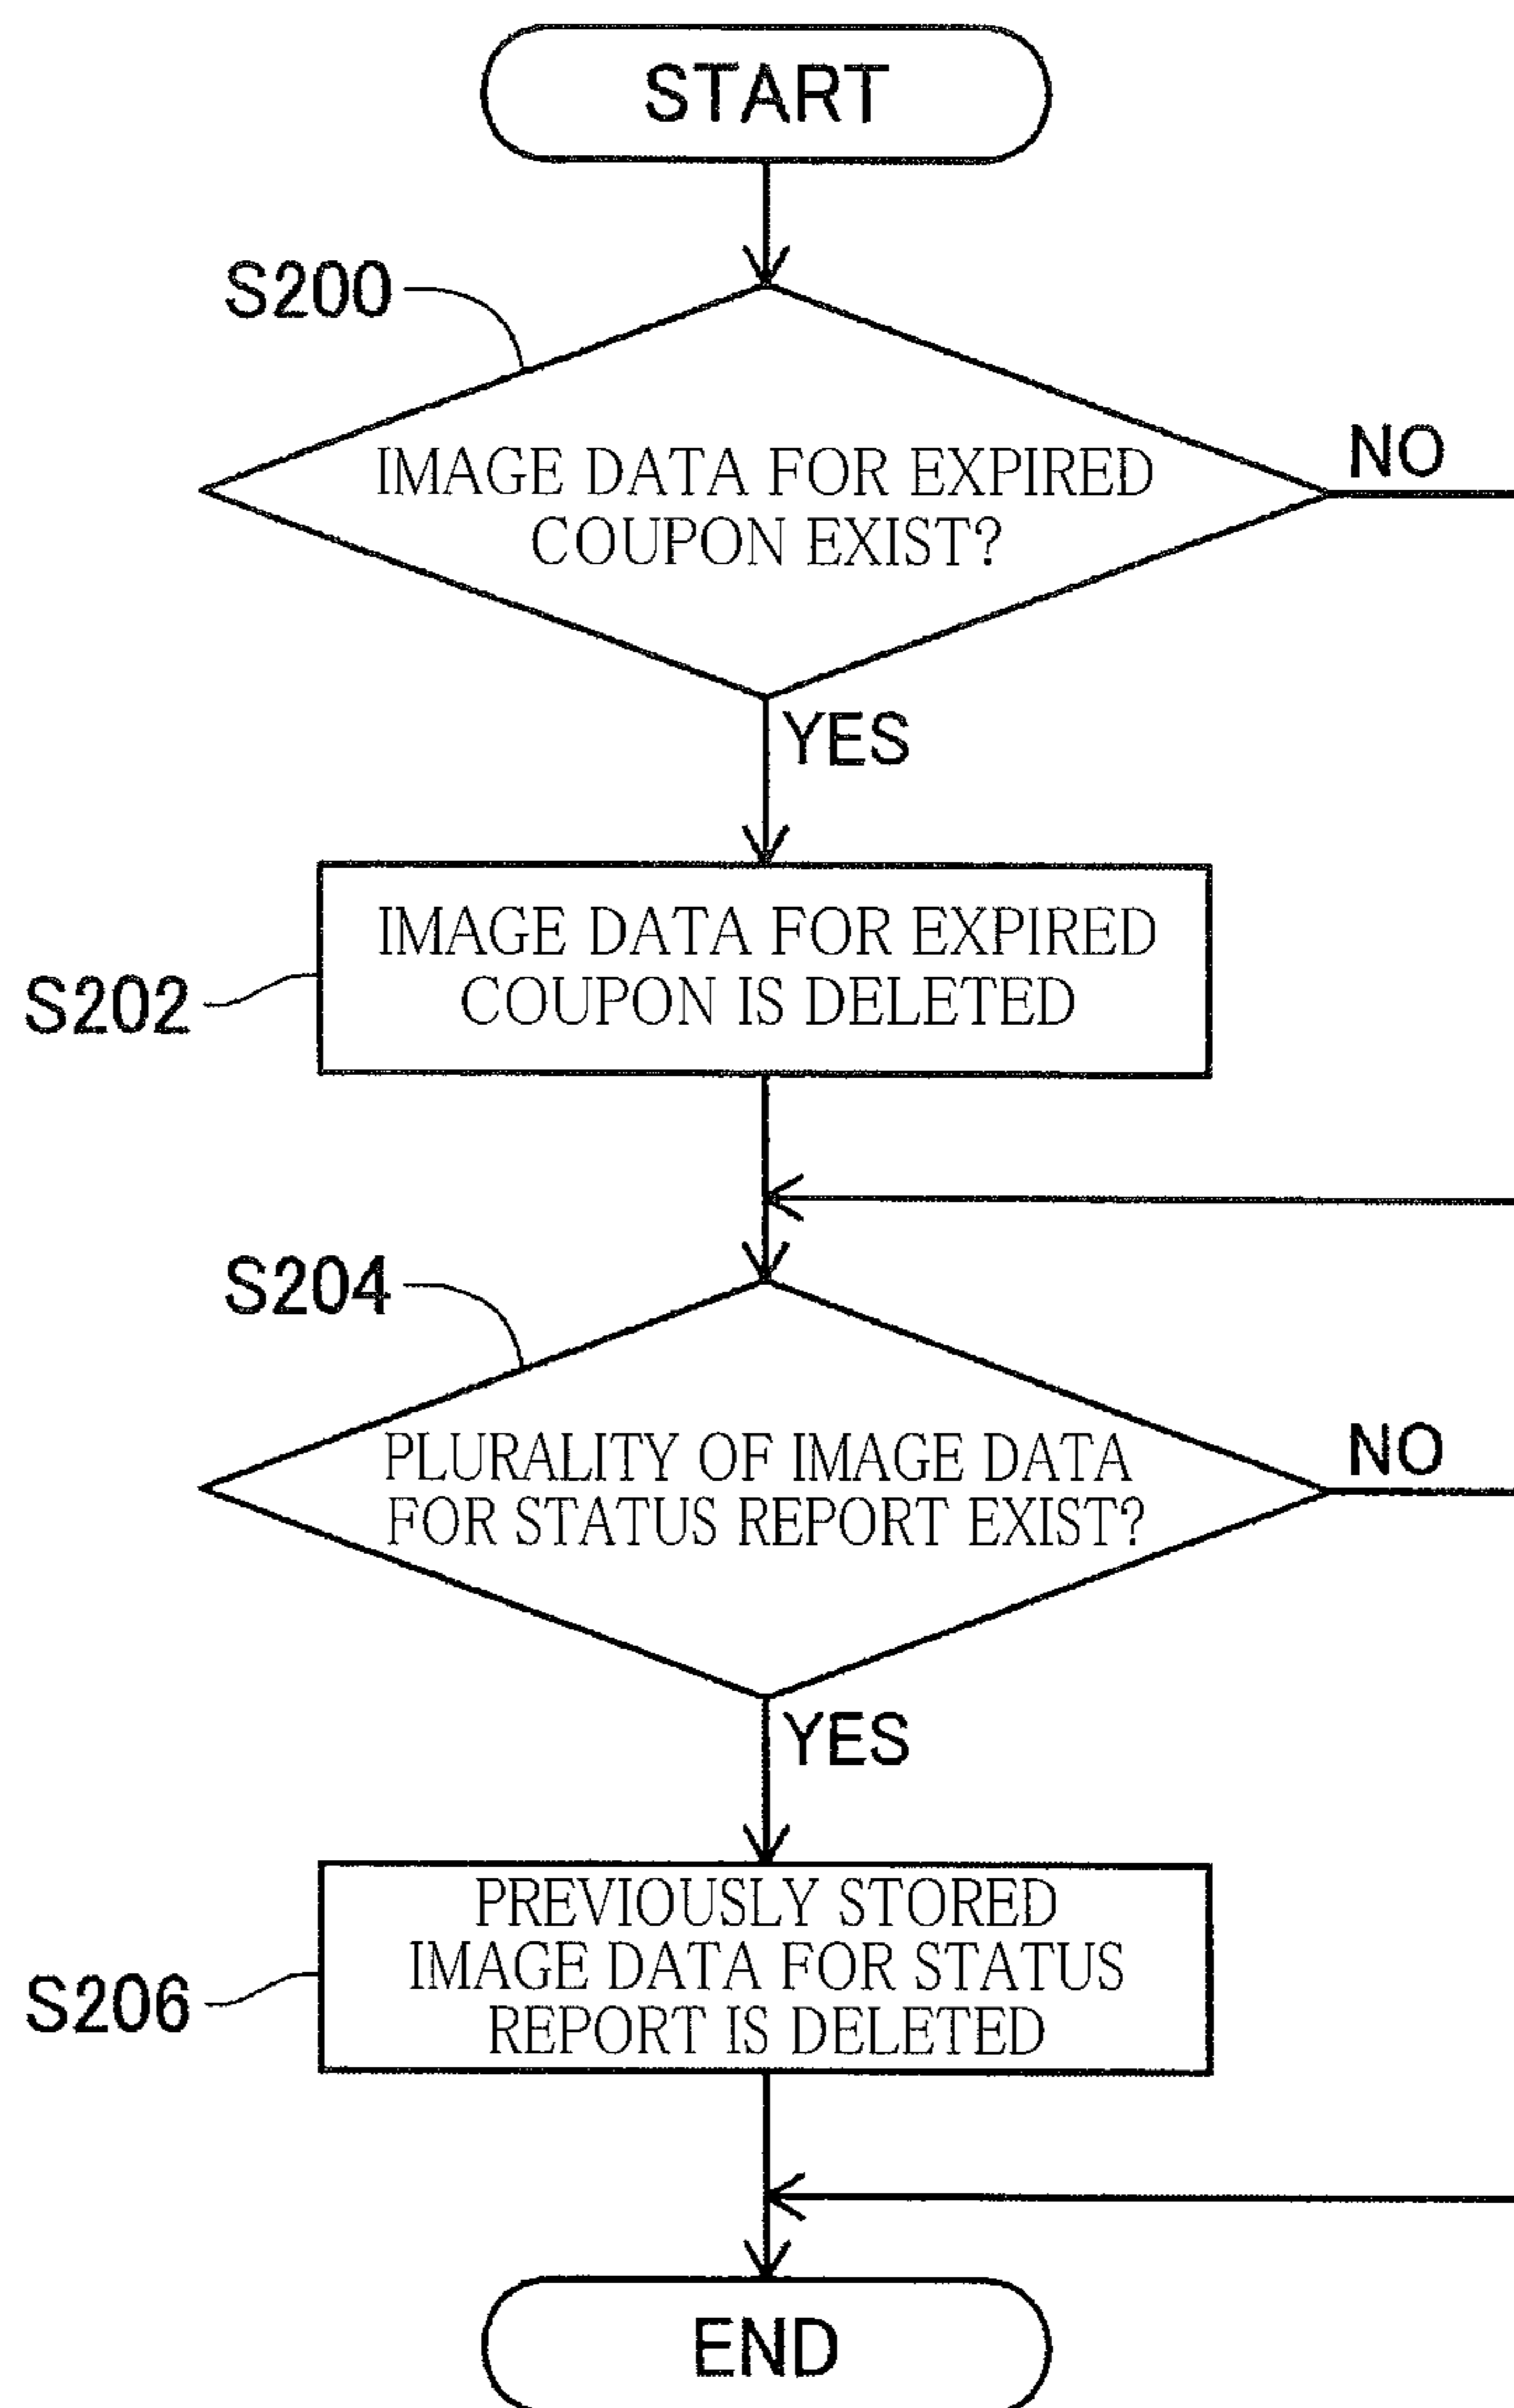 START
S200
IMAGE DATA FOR EXPIRED
COUPON EXIST?
NO
YES
S202
IMAGE DATA FOR EXPIRED
COUPON IS DELETED
S204
PLURALITY OF IMAGE DATA
FOR STATUS REPORT EXIST?
NO
YES
S206
PREVIOUSLY STORED
IMAGE DATA FOR STATUS
REPORT IS DELETED
END